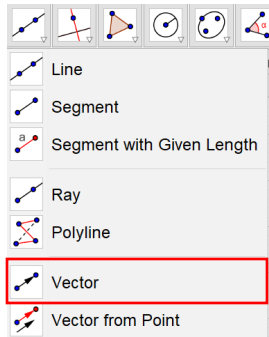 α
Line
Segment
a
Segment with Given Length
Ray
Polyline
Vector
Vector from Point